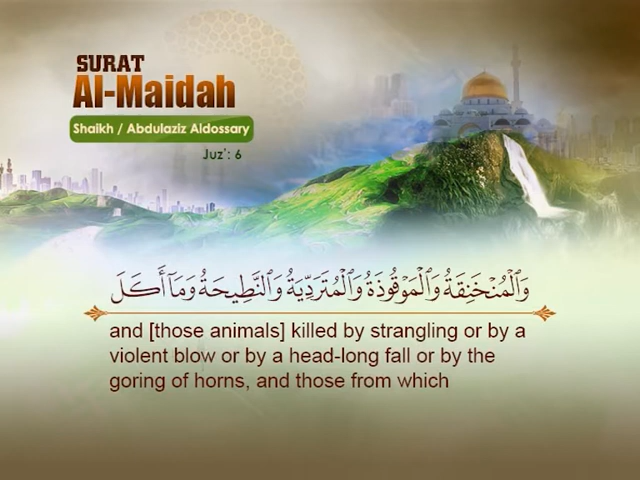 SURAT
Al-Maidah
Shaikh / Abdulaziz Aldossary
Juz': 6
وَٱلْمُنْخَنِقَةُ وَٱلْمَوْقُوذَةُ وَٱلْمُتَرَدِّيَةُ وَٱلنَّطِيحَةُ وَمَآ أَكَلَ
and [those animals] killed by strangling or by a
violent blow or by a head-long fall or by the
goring of horns, and those from which